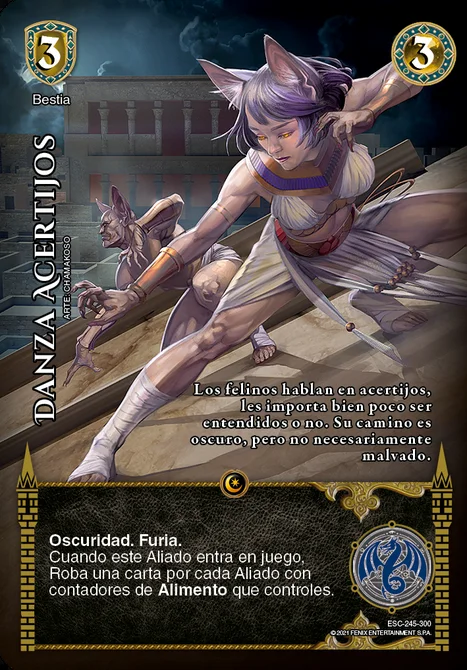 3
3
Bestia
DANZA ACERTIJOS
ARTE: CHAMAKOSO
Los felinos hablan en acertijos,
les importa bien poco ser
entendidos o no. Su camino es
oscuro, pero no necesariamente
malvado.
Oscuridad. Furia.
Cuando este Aliado entra en juego,
Roba una carta por cada Aliado con
contadores de Alimento que controles.
ESC-245-300
©2021 FENIX ENTERTAINMENT S.P.A.